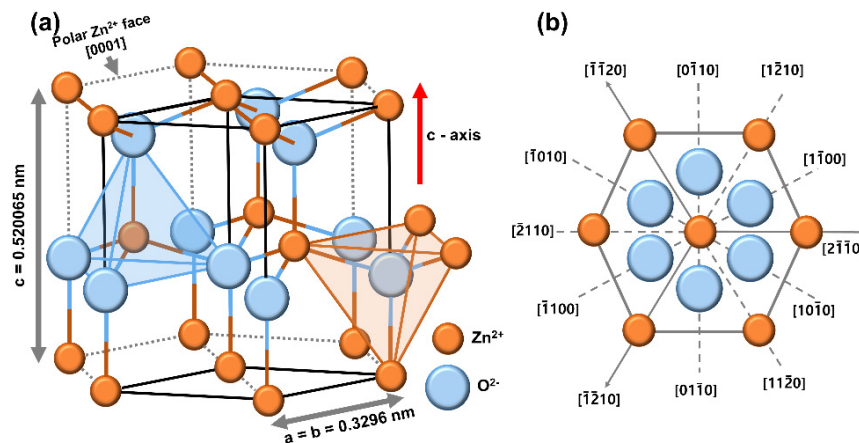 (a)
Polar Zn²⁺ face
[0001]
c - axis
c = 0.520065 nm
a = b = 0.3296 nm
Zn²⁺
O²⁻
(b)
[1̅1̅20]
[01̅10]
[12̅10]
[1̅010]
[11̅00]
[2̅110]
[21̅1̅0]
[1̅100]
[101̅0]
[1̅2̅10]
[011̅0]
[112̅0]